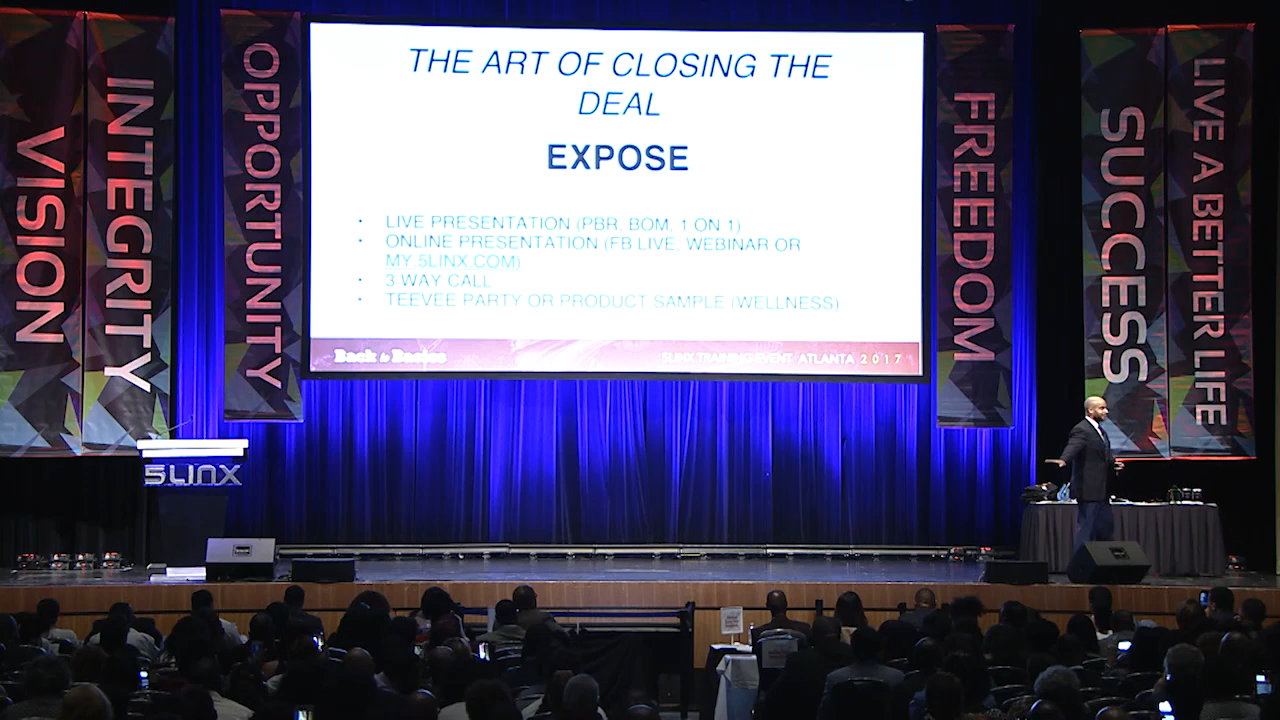 VISION
INTEGRITY
OPPORTUNITY
THE ART OF CLOSING THE
DEAL
EXPOSE
• LIVE PRESENTATION (PBR, BOM, 1 ON 1)
• ONLINE PRESENTATION (FB LIVE, WEBINAR OR
MY.5LINX.COM)
• 3 WAY CALL
• TEEVEE PARTY OR PRODUCT SAMPLE (WELLNESS)
Back to Basics
5LINX TRAINING EVENT ATLANTA 2017
FREEDOM
SUCCESS
LIVE A BETTER LIFE
5LINX